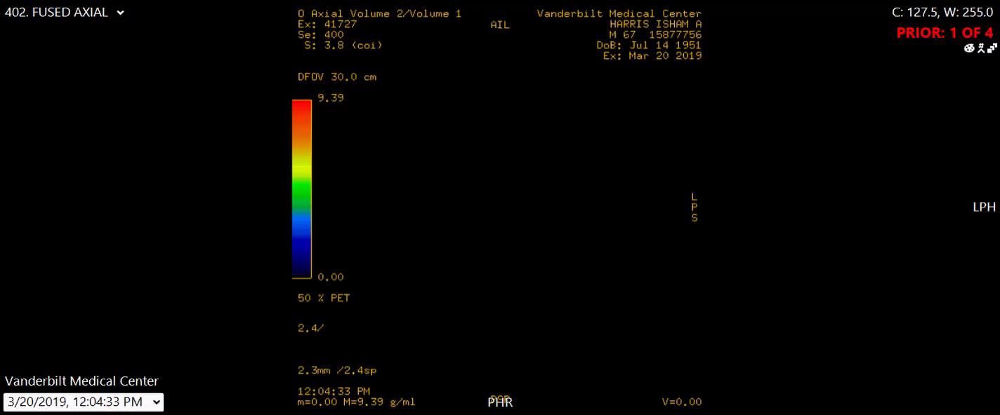 402. FUSED AXIAL
O Axial Volume 2/Volume 1
Ex: 41727
Se: 400
S: 3.8 (coi)
DFOV 30.0 cm
9.39
0.00
50 % PET
2.4/
2.3mm /2.4sp
12:04:33 PM
m=0.00 M=9.39 g/ml
AIL
Vanderbilt Medical Center
HARRIS ISHAM A
M 67 15877756
DoB: Jul 14 1951
Ex: Mar 20 2019
C: 127.5, W: 255.0
PRIOR: 1 OF 4
L
P
S
LPH
PHR
V=0.00
Vanderbilt Medical Center
3/20/2019, 12:04:33 PM